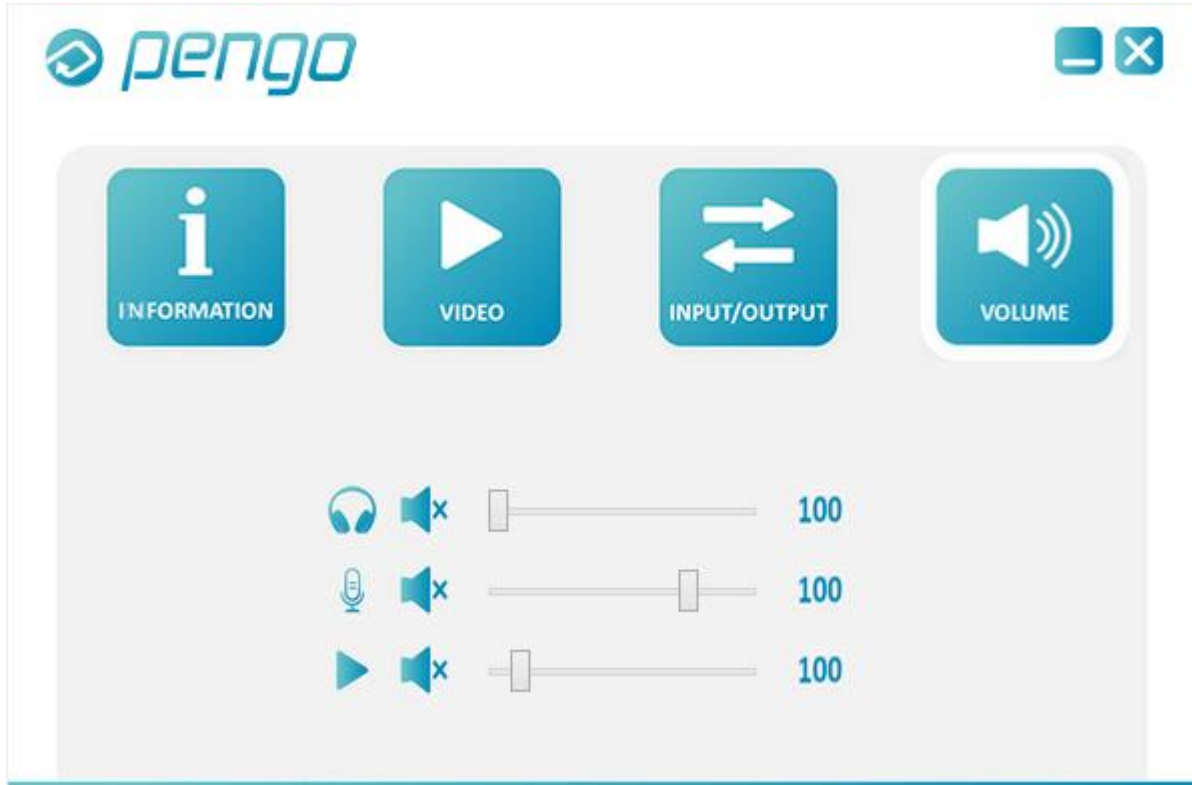 pengo
INFORMATION
VIDEO
INPUT/OUTPUT
VOLUME
100
100
100